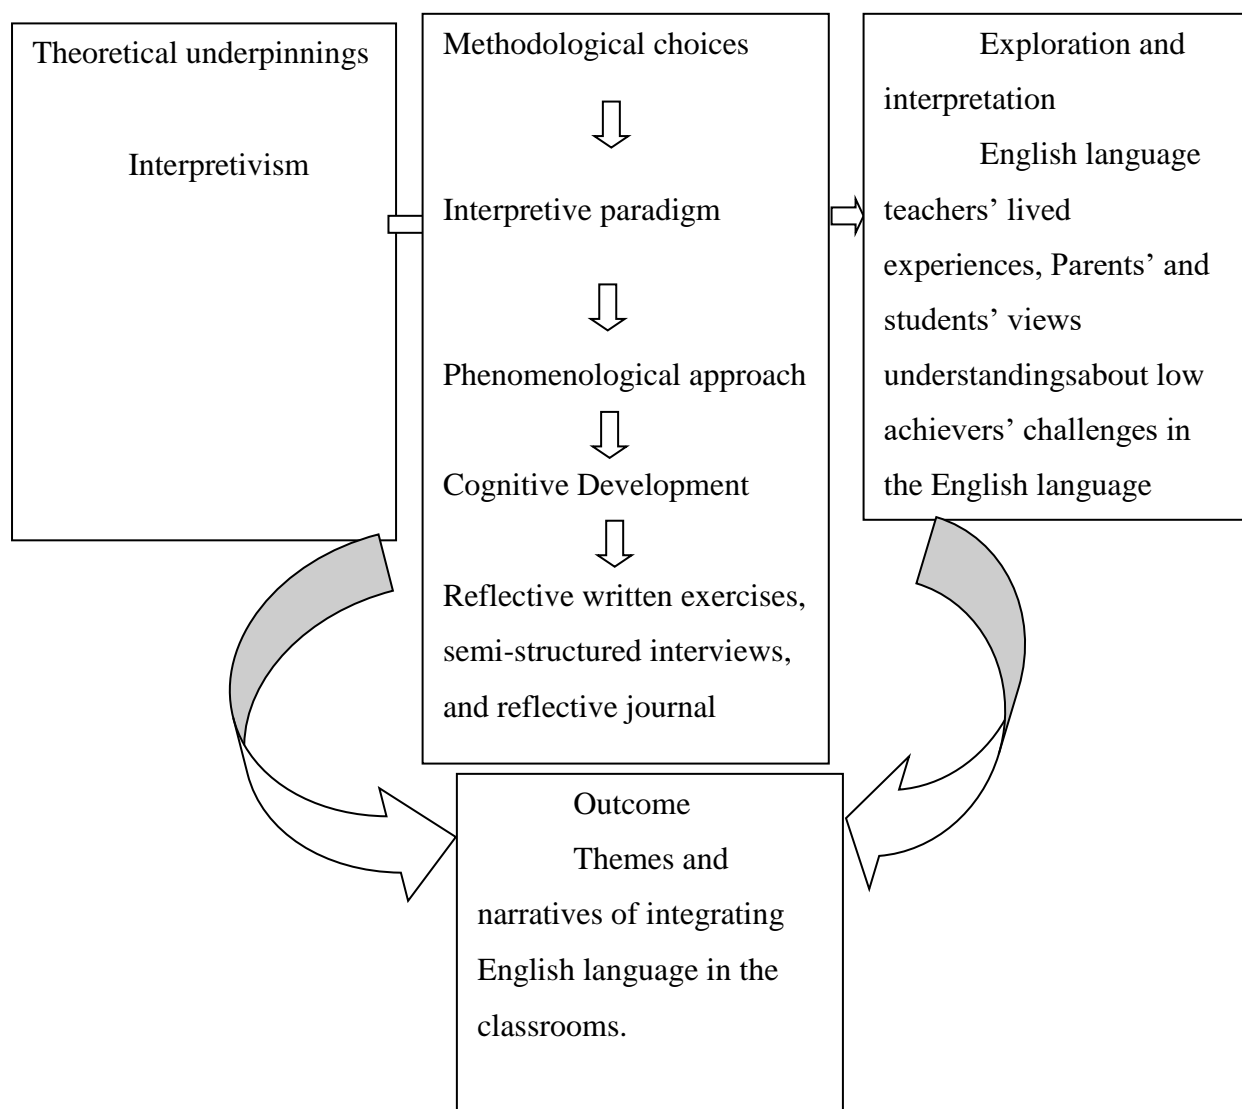 Theoretical underpinnings
Interpretivism
Methodological choices
Interpretive paradigm
Phenomenological approach
Cognitive Development
Reflective written exercises,
semi-structured interviews,
and reflective journal
Exploration and
interpretation
English language
teachers’ lived
experiences, Parents’ and
students’ views
understandingsabout low
achievers’ challenges in
the English language
Outcome
Themes and
narratives of integrating
English language in the
classrooms.